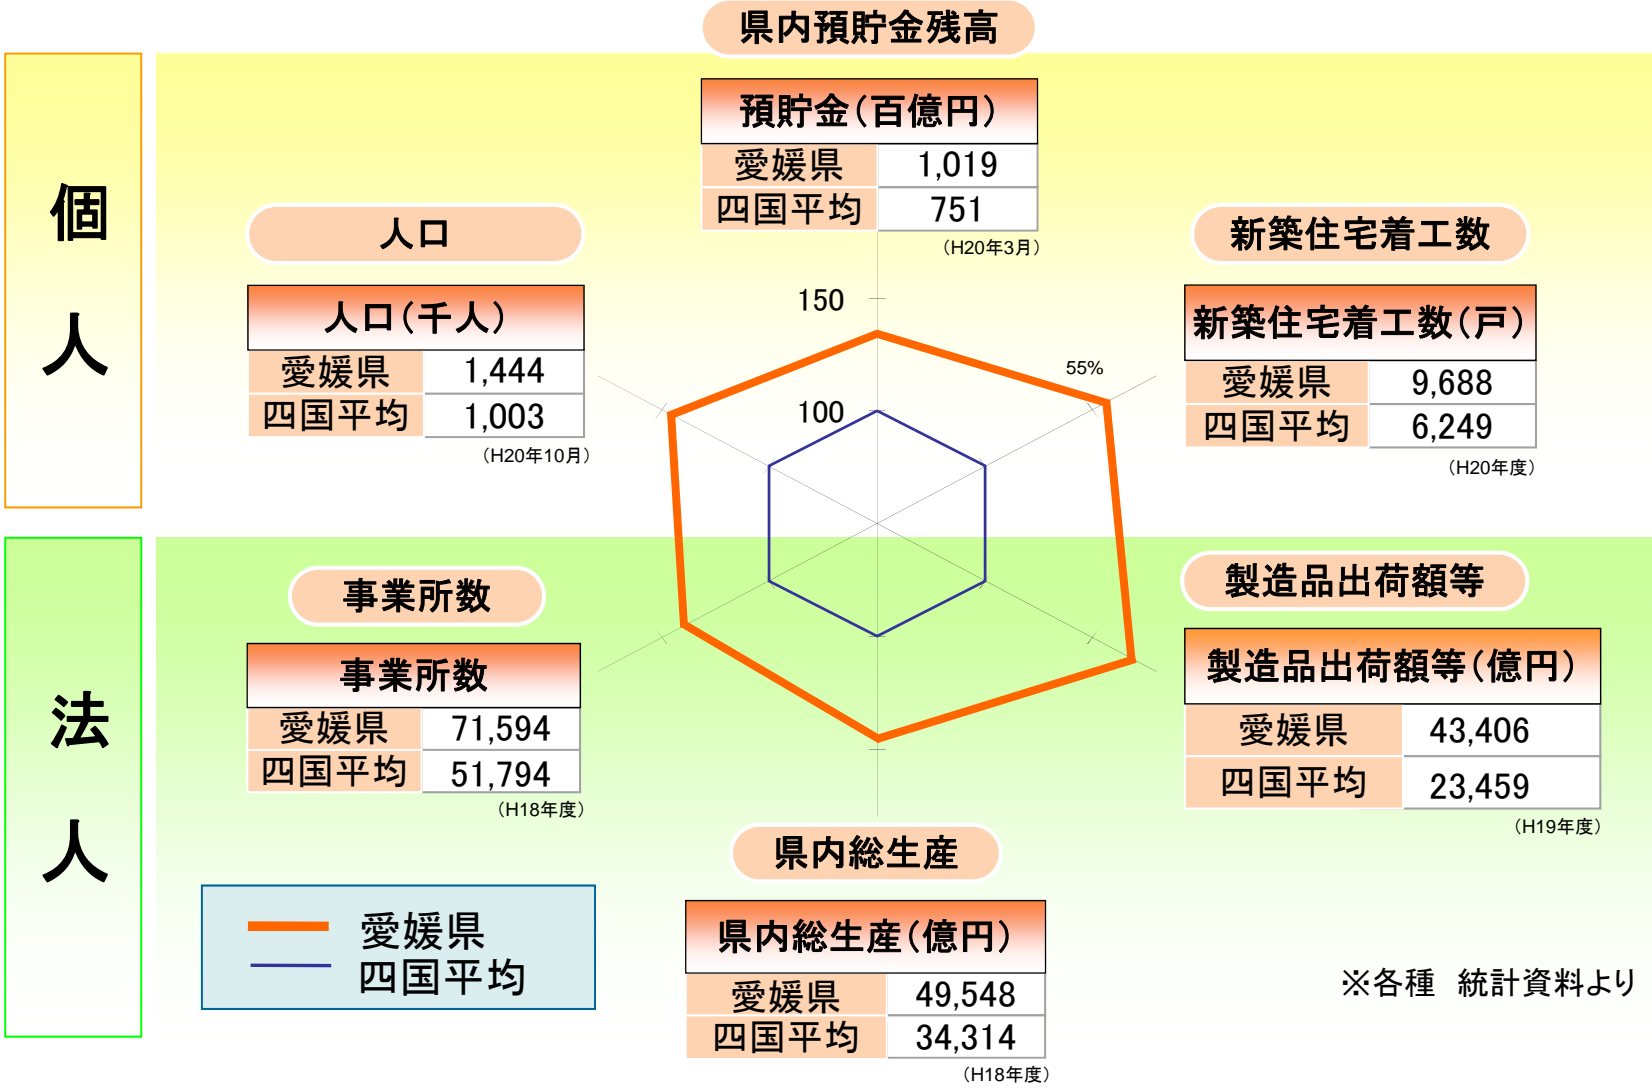 県内預貯金残高
預貯金（百億円）
愛媛県 1,019
四国平均 751
（H20年3月）
個人
人口
人口（千人）
愛媛県 1,444
四国平均 1,003
（H20年10月）
新築住宅着工数
新築住宅着工数（戸）
愛媛県 9,688
四国平均 6,249
（H20年度）
150
100
55%
法人
事業所数
事業所数
愛媛県 71,594
四国平均 51,794
（H18年度）
製造品出荷額等
製造品出荷額等（億円）
愛媛県 43,406
四国平均 23,459
（H19年度）
県内総生産
県内総生産（億円）
愛媛県 49,548
四国平均 34,314
（H18年度）
愛媛県
四国平均
※各種　統計資料より